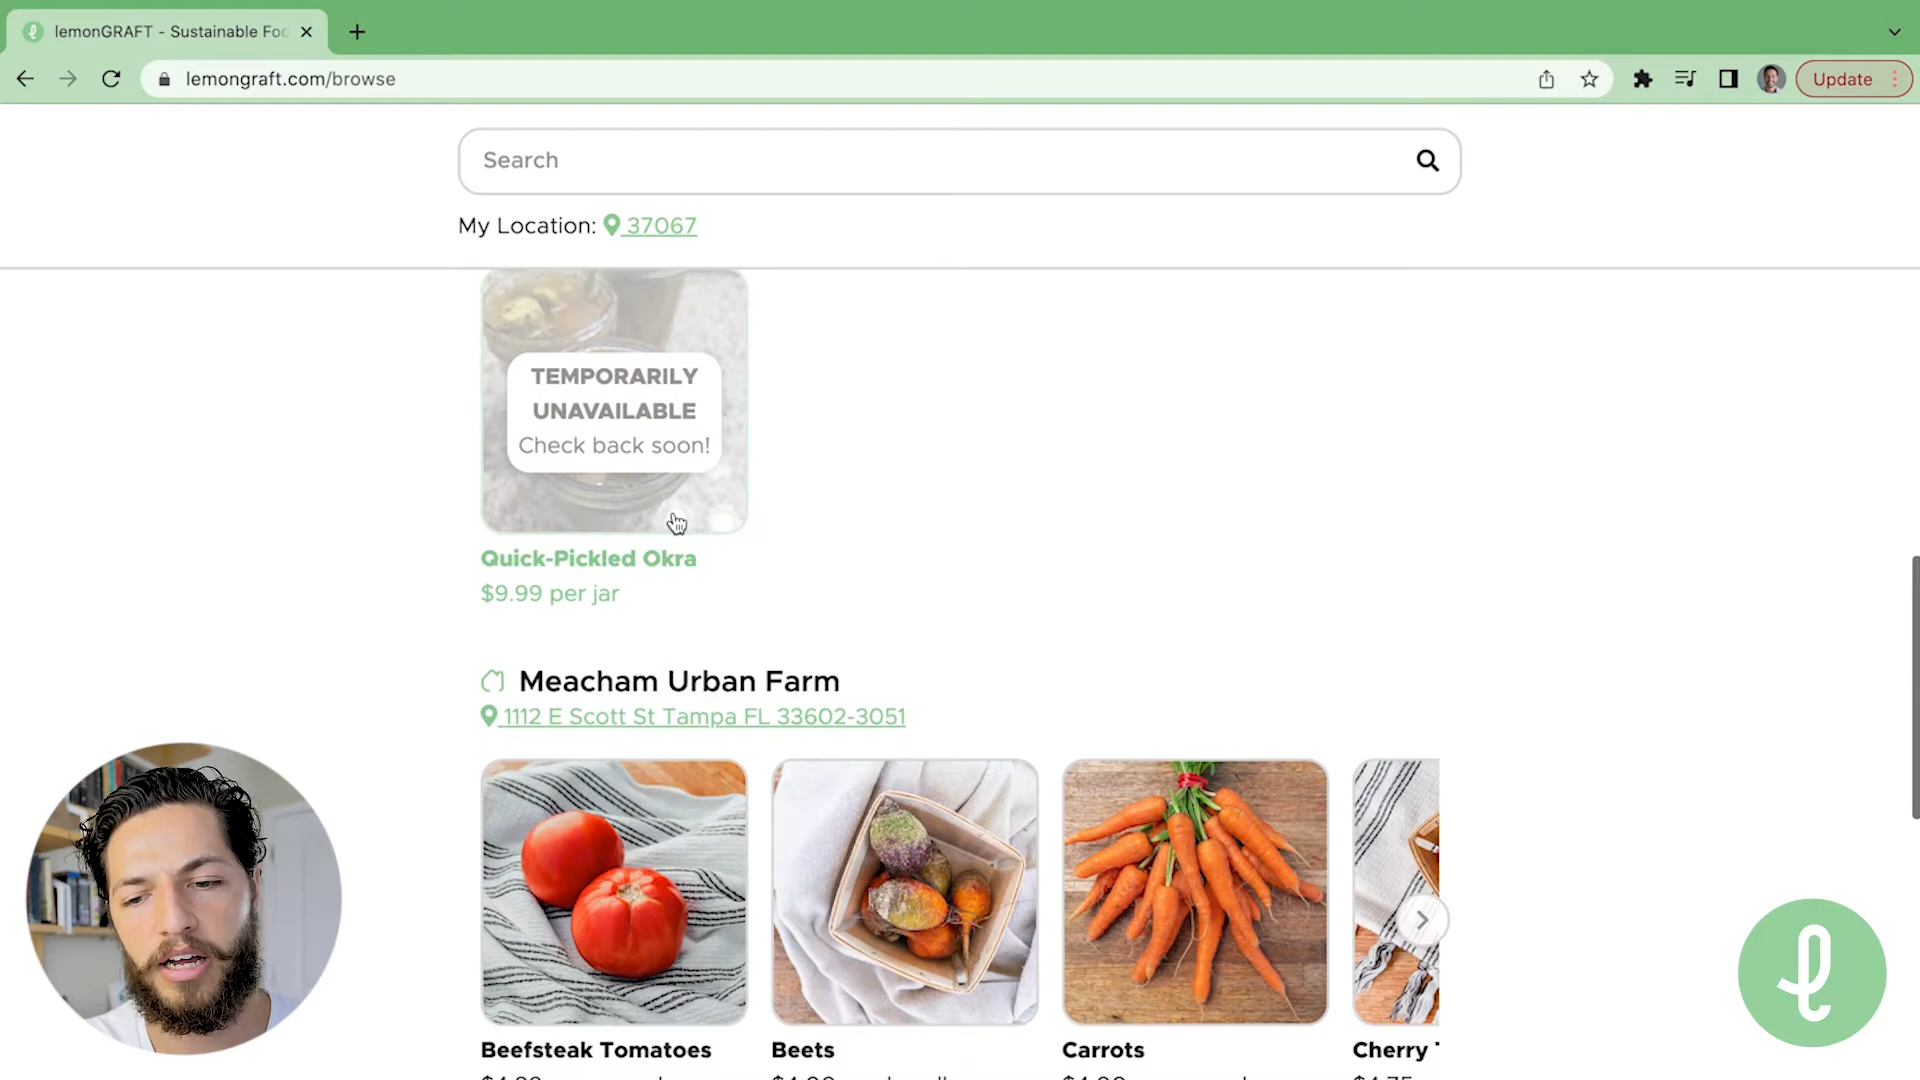 lemonGRAFT - Sustainable Foo
lemongraft.com/browse
Update
Search
My Location: 37067
TEMPORARILY
UNAVAILABLE
Check back soon!
Quick-Pickled Okra
$9.99 per jar
Meacham Urban Farm
1112 E Scott St Tampa FL 33602-3051
Beefsteak Tomatoes
Beets
Carrots
Cherry